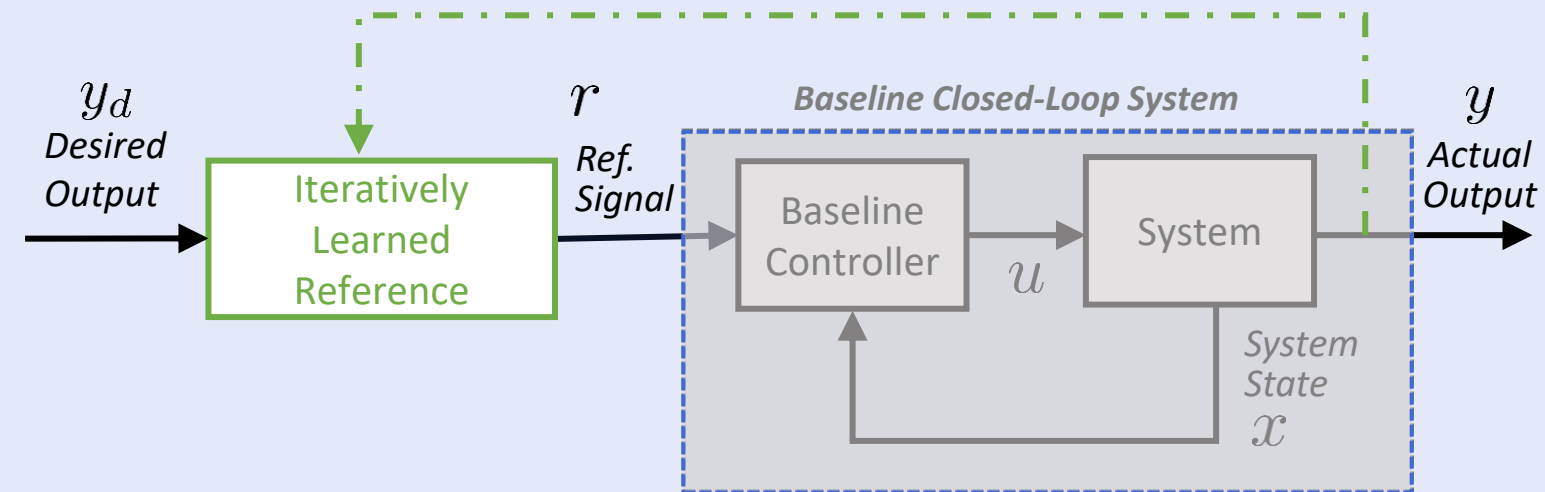 y_d
Desired
Output
Iteratively
Learned
Reference
r
Ref.
Signal
Baseline Closed-Loop System
Baseline
Controller
u
System
System
State
x
y
Actual
Output